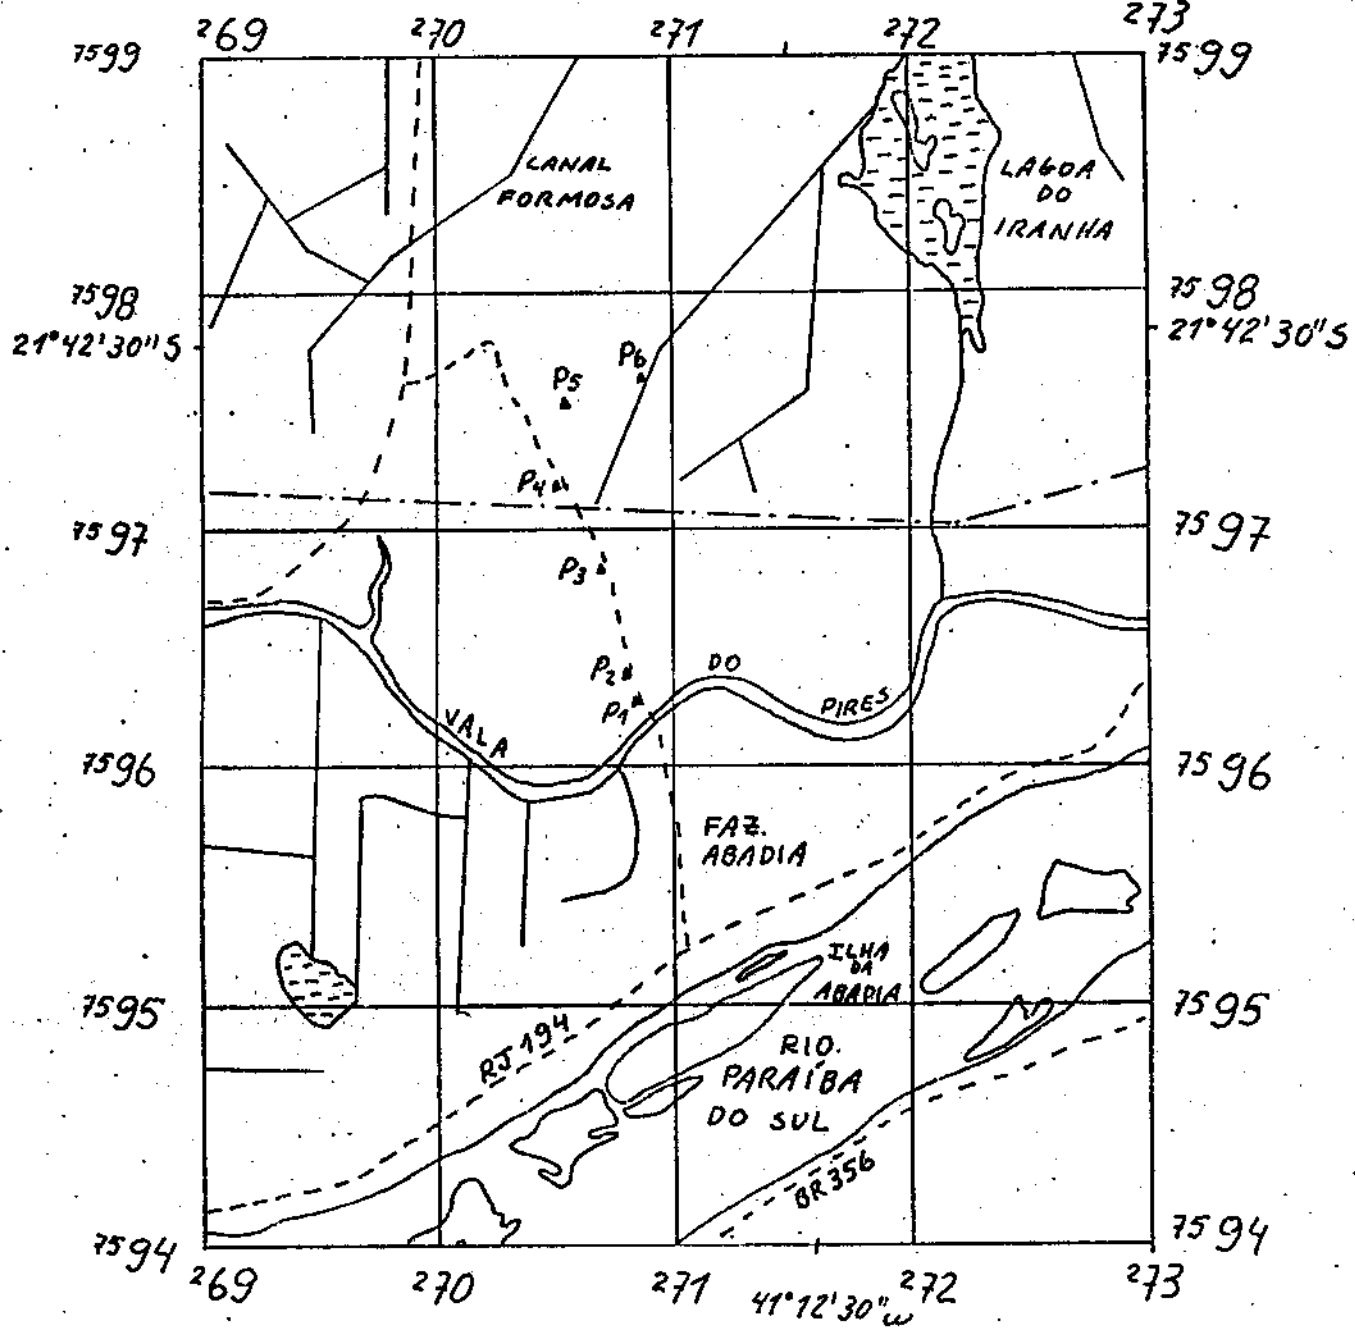 269 270 271 272 273
7599 7599
CANAL
FORMOSA
LAGOA
DO
IRANHA
7598 7598
21°42'30"S 21°42'30"S
P6
P5
P4
7597 7597
P3
P2
P1
VALA DO PIRES
7596 7596
FAZ.
ABADIA
ILHA
DA
ABADIA
7595 7595
RJ 194
RIO.
PARAÍBA
DO SUL
BR 356
7594 7594
269 270 271 272 273
41°12'30"W